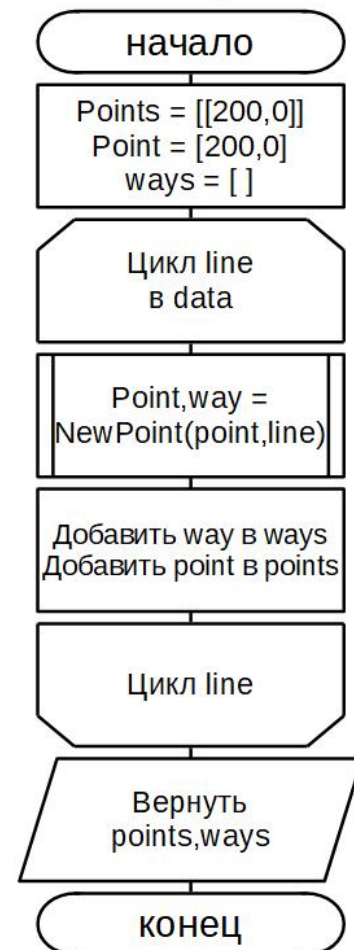 начало
Points = [[200,0]]
Point = [200,0]
ways = [ ]
Цикл line
в data
Point,way =
NewPoint(point,line)
Добавить way в ways
Добавить point в points
Цикл line
Вернуть
points,ways
конец